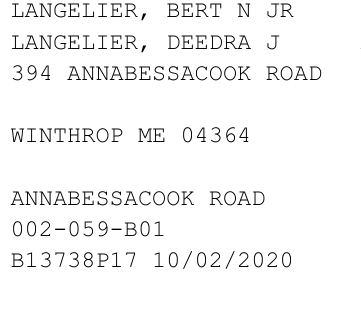 LANGELIER, BERT N JR
LANGELIER, DEEDRA J
394 ANNABESSACOOK ROAD
WINTHROP ME 04364
ANNABESSACOOK ROAD
002-059-B01
B13738P17 10/02/2020